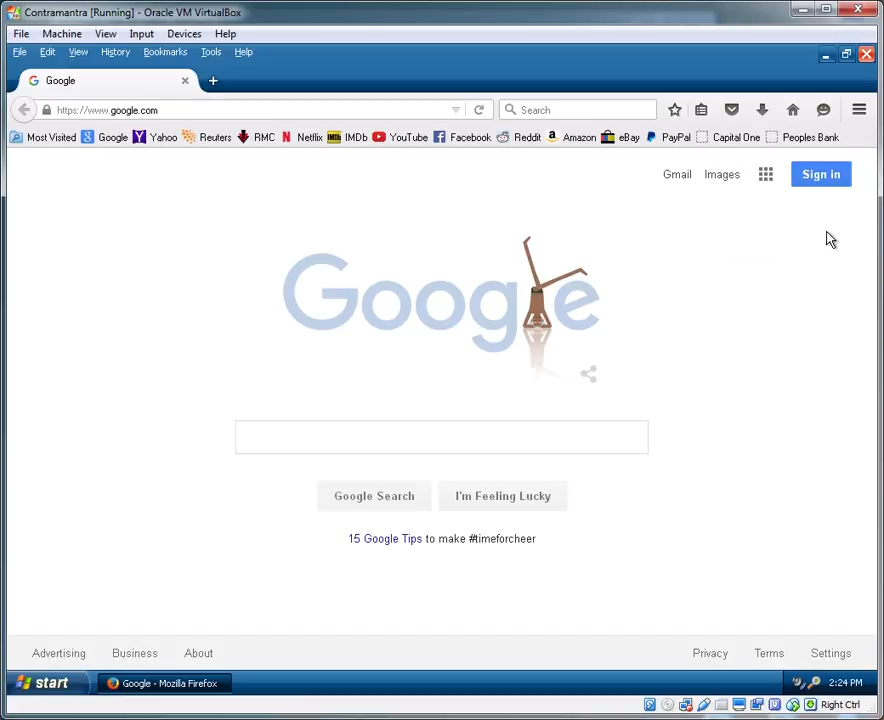 Contramantra [Running] - Oracle VM VirtualBox
File Machine View Input Devices Help
File Edit View History Bookmarks Tools Help
Google
https://www.google.com
Search
Most Visited Google Yahoo Reuters RMC Netflix IMDb YouTube Facebook Reddit Amazon eBay PayPal Capital One Peoples Bank
Gmail Images Sign in
Google
Google Search I'm Feeling Lucky
15 Google Tips to make #timeforcheer
Advertising Business About Privacy Terms Settings
start Google - Mozilla Firefox 2:24 PM
Right Ctrl